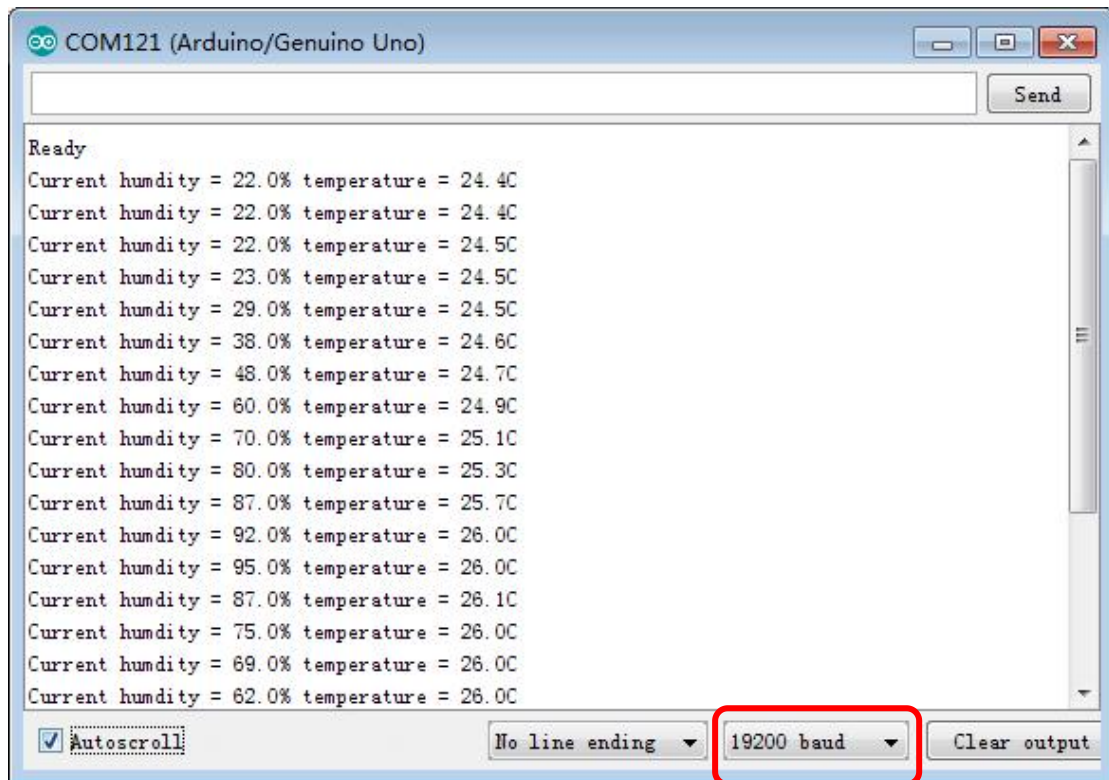 COM121 (Arduino/Genuino Uno)
Send
Ready
Current humdity = 22.0% temperature = 24.4C
Current humdity = 22.0% temperature = 24.4C
Current humdity = 22.0% temperature = 24.5C
Current humdity = 23.0% temperature = 24.5C
Current humdity = 29.0% temperature = 24.5C
Current humdity = 38.0% temperature = 24.6C
Current humdity = 48.0% temperature = 24.7C
Current humdity = 60.0% temperature = 24.9C
Current humdity = 70.0% temperature = 25.1C
Current humdity = 80.0% temperature = 25.3C
Current humdity = 87.0% temperature = 25.7C
Current humdity = 92.0% temperature = 26.0C
Current humdity = 95.0% temperature = 26.0C
Current humdity = 87.0% temperature = 26.1C
Current humdity = 75.0% temperature = 26.0C
Current humdity = 69.0% temperature = 26.0C
Current humdity = 62.0% temperature = 26.0C
Autoscroll No line ending 19200 baud Clear output